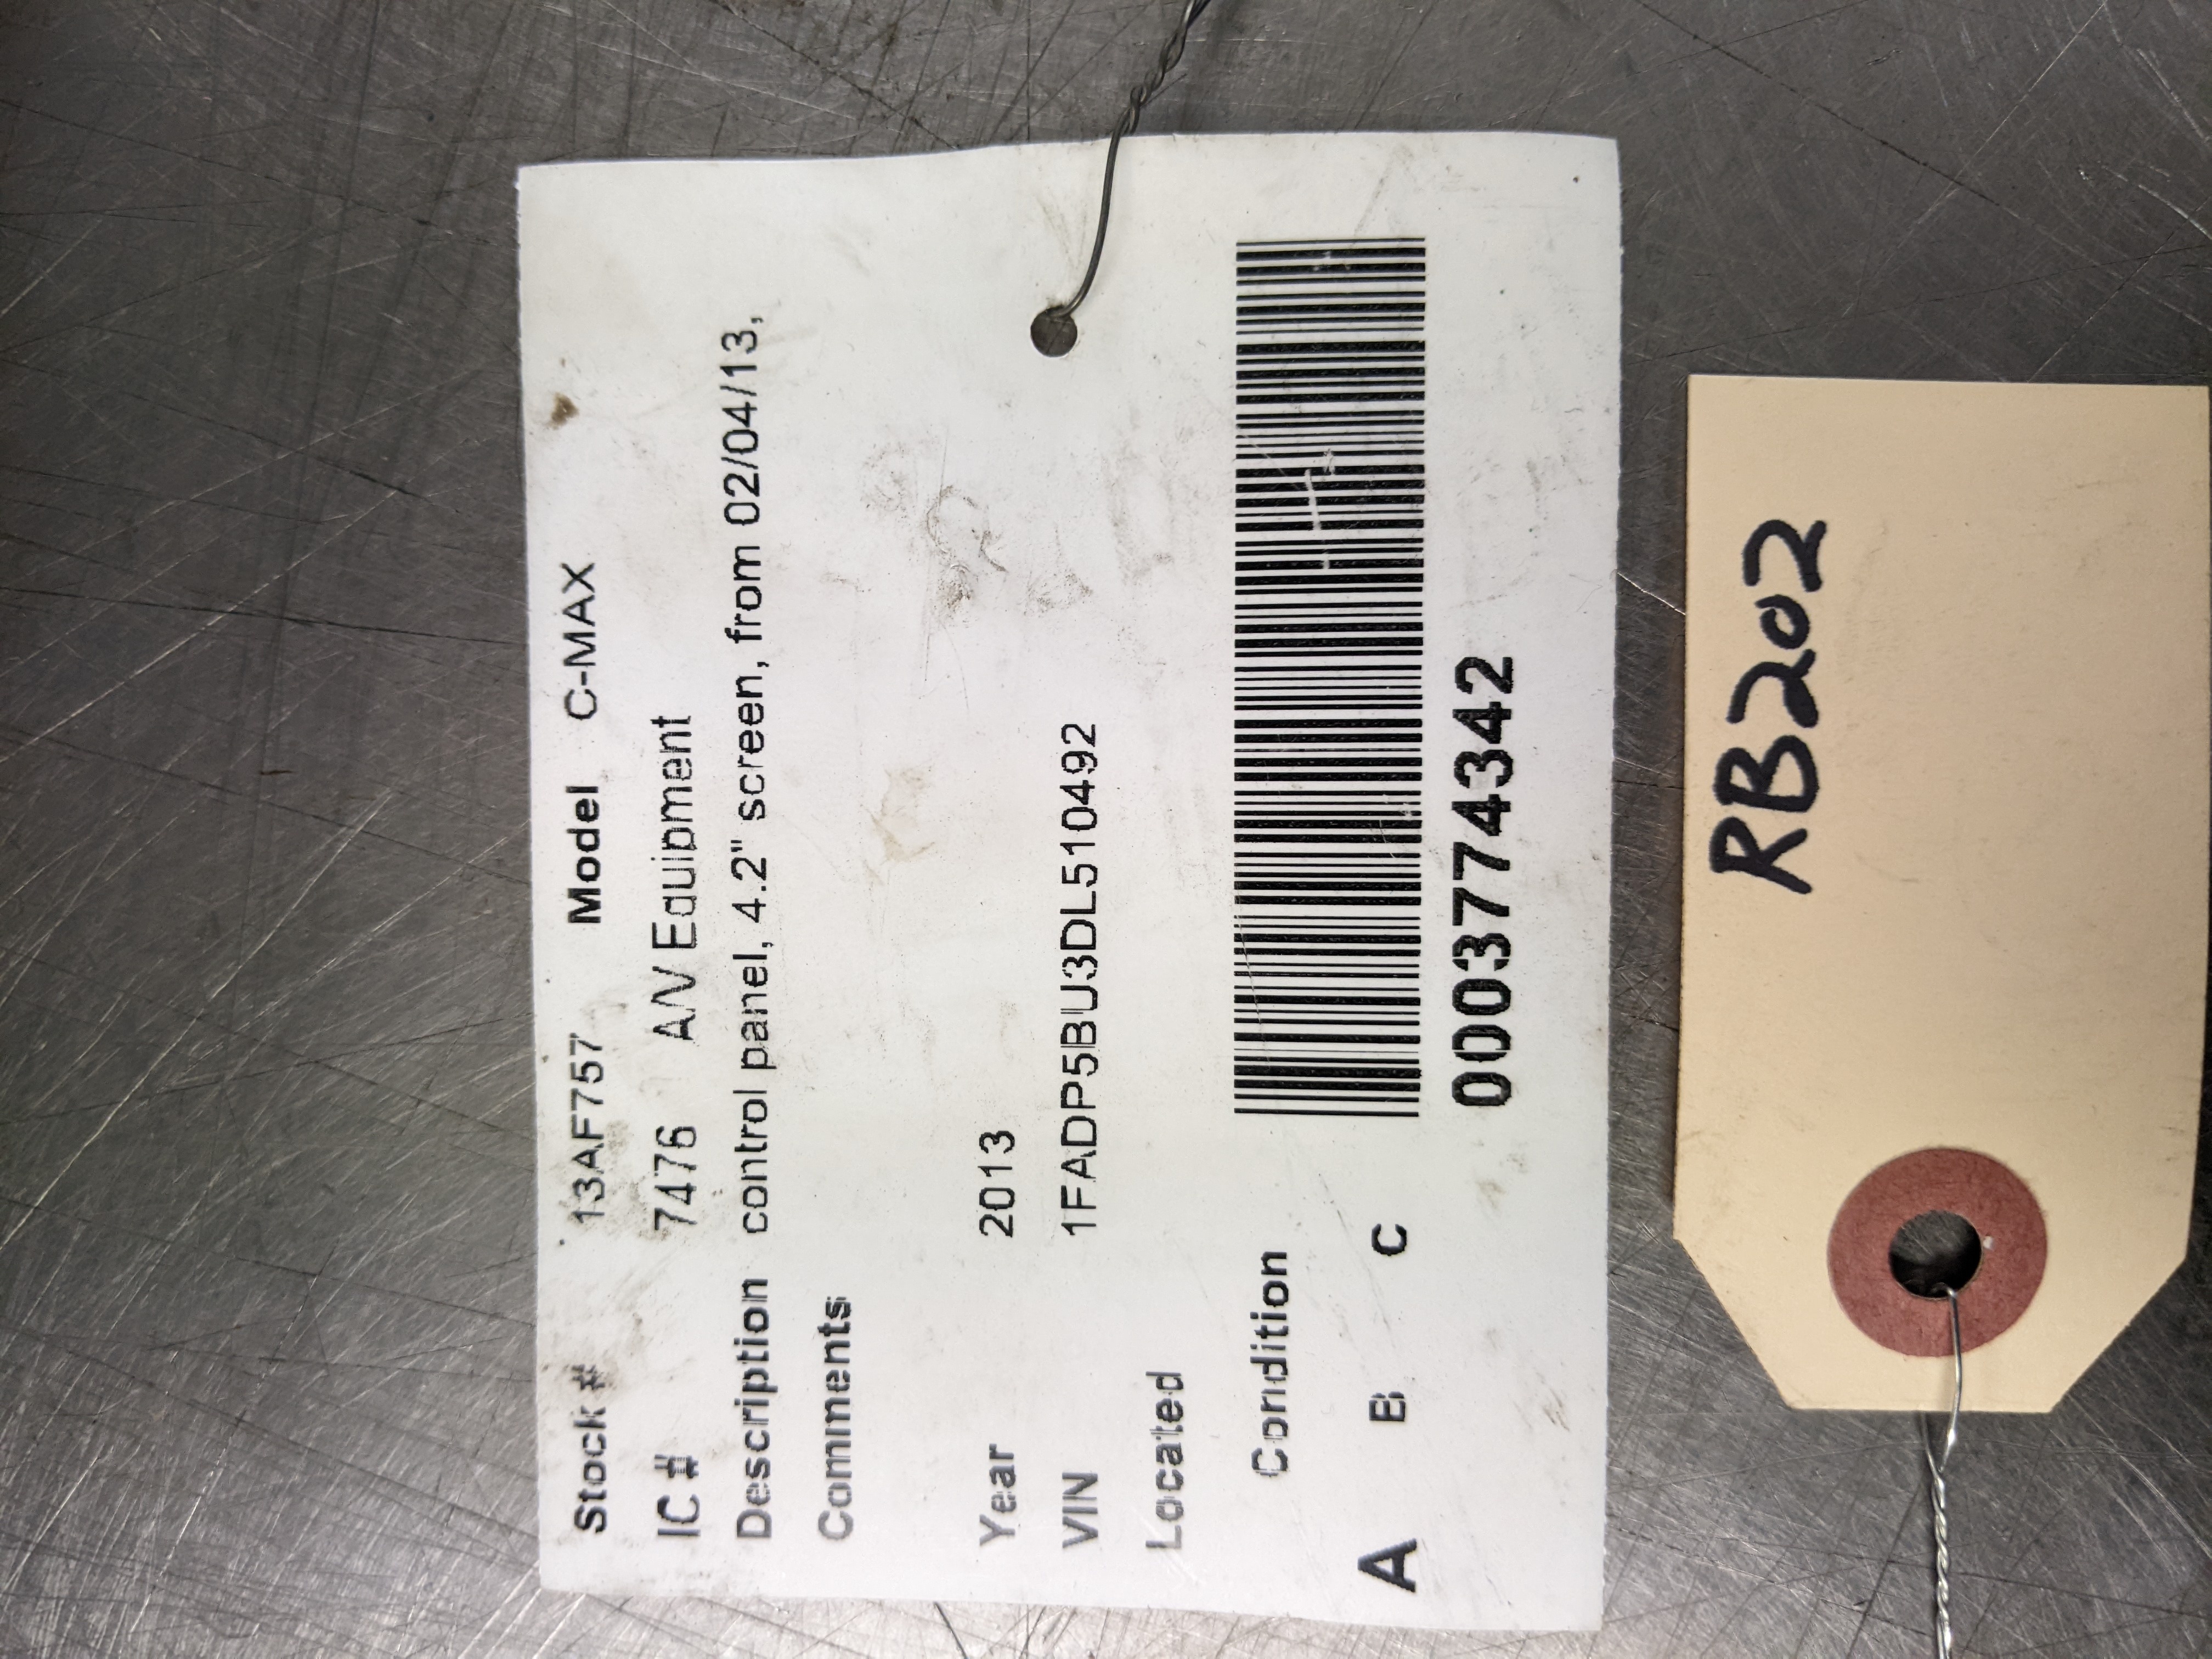 Stock # 13AF757 Model C-MAX
IC # 7476 A/V Equipment
Description control panel, 4.2" screen, from 02/04/13,
Comments
Year 2013
VIN 1FADP5BU3DL510492
Located
Condition
A B C
0003774342
RB202